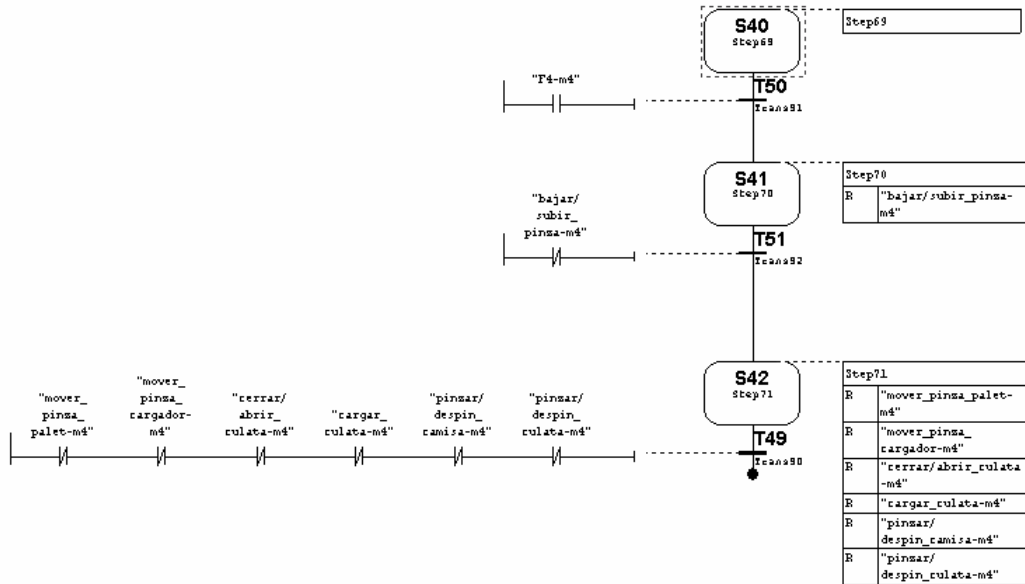 S40
Step69
Step69
"F4-m4"
T50
Trans91
S41
Step70
Step70
R "bajar/subir_pinza-
m4"
"bajar/
subir_
pinza-m4"
T51
Trans92
S42
Step71
Step71
R "mover_pinza_palet-
m4"
R "mover_pinza_
cargador-m4"
R "cerrar/abrir_culata
-m4"
R "cargar_culata-m4"
R "pinzar/
despin_camisa-m4"
R "pinzar/
despin_culata-m4"
"mover_
pinza_
palet-m4"
"mover_
pinza_
cargador-
m4"
"cerrar/
abrir_
culata-m4"
"cargar_
culata-m4"
"pinzar/
despin_
camisa-m4"
"pinzar/
despin_
culata-m4"
T49
Trans90